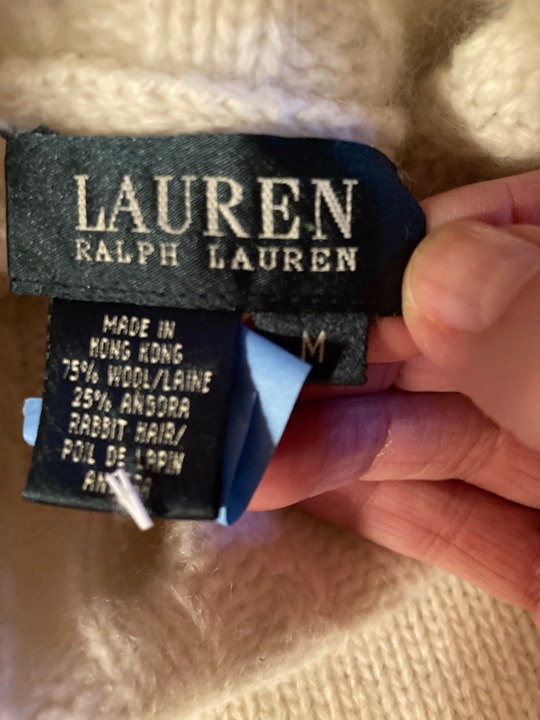 LAUREN
RALPH LAUREN
M
MADE IN
HONG KONG
75% WOOL/LAINE
25% ANGORA
RABBIT HAIR/
POIL DE LAPIN